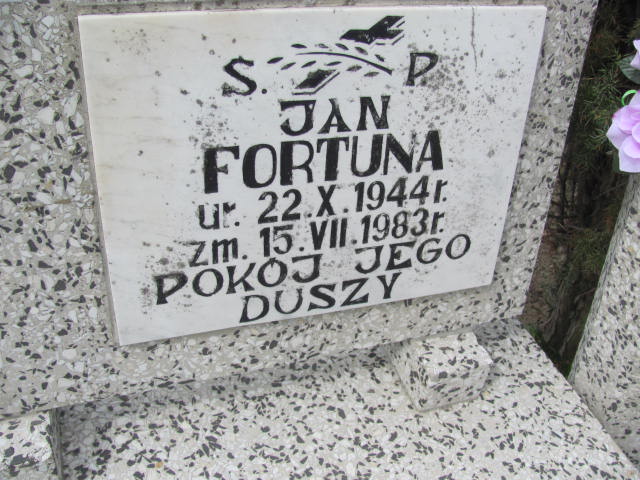 S. P
JAN
FORTUNA
ur. 22.X.1944r.
zm. 15.VII.1983r.
POKÓJ JEGO
DUSZY